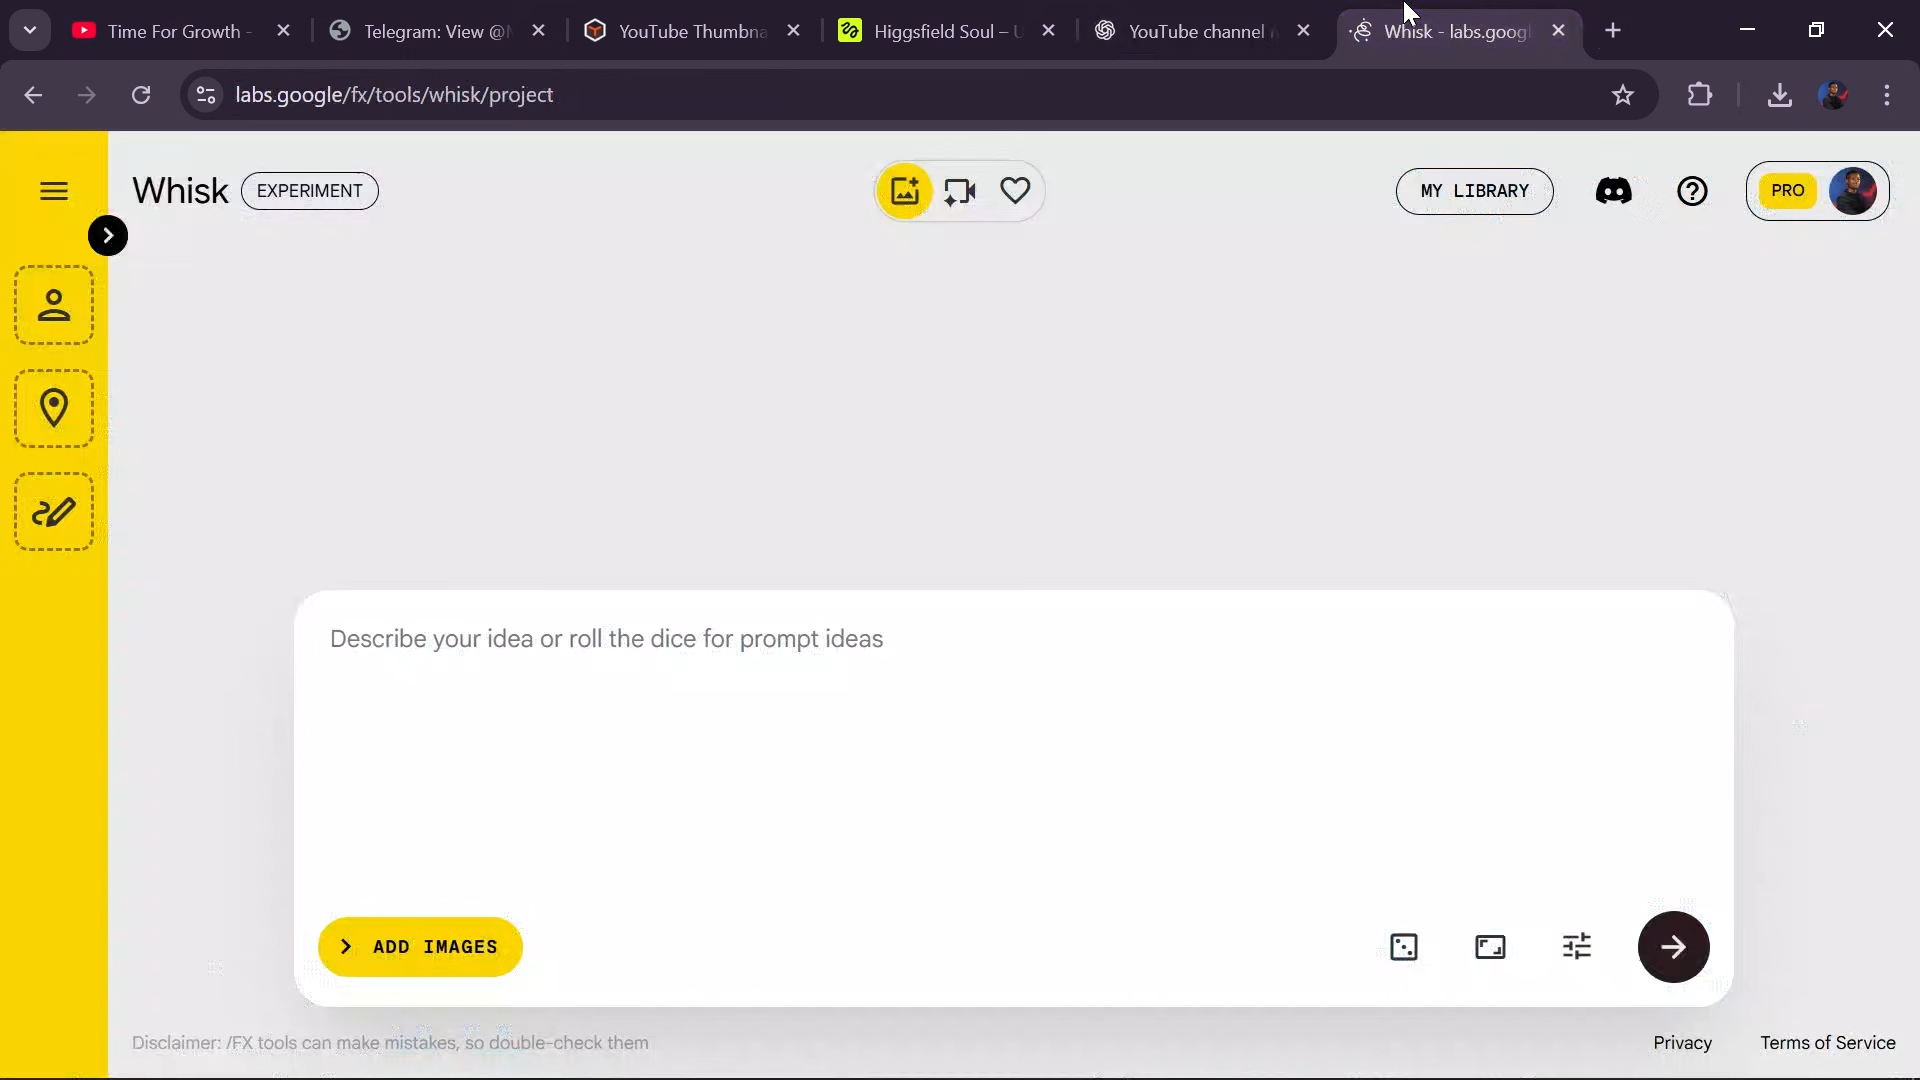 Time For Growth -
Telegram: View @
YouTube Thumbna
Higgsfield Soul – U
YouTube channel
Whisk - labs.googl
labs.google/fx/tools/whisk/project
Whisk
EXPERIMENT
MY LIBRARY
PRO
Describe your idea or roll the dice for prompt ideas
ADD IMAGES
Disclaimer: /FX tools can make mistakes, so double-check them
Privacy
Terms of Service